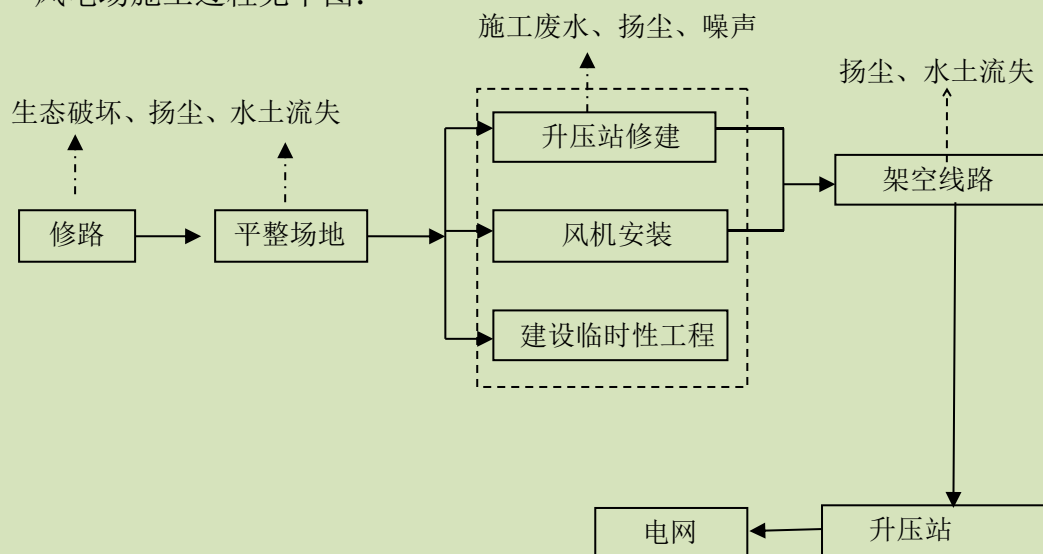 风电场施工过程见下图：
施工废水、扬尘、噪声
扬尘、水土流失
生态破坏、扬尘、水土流失
升压站修建
架空线路
修路
平整场地
风机安装
建设临时性工程
电网
升压站